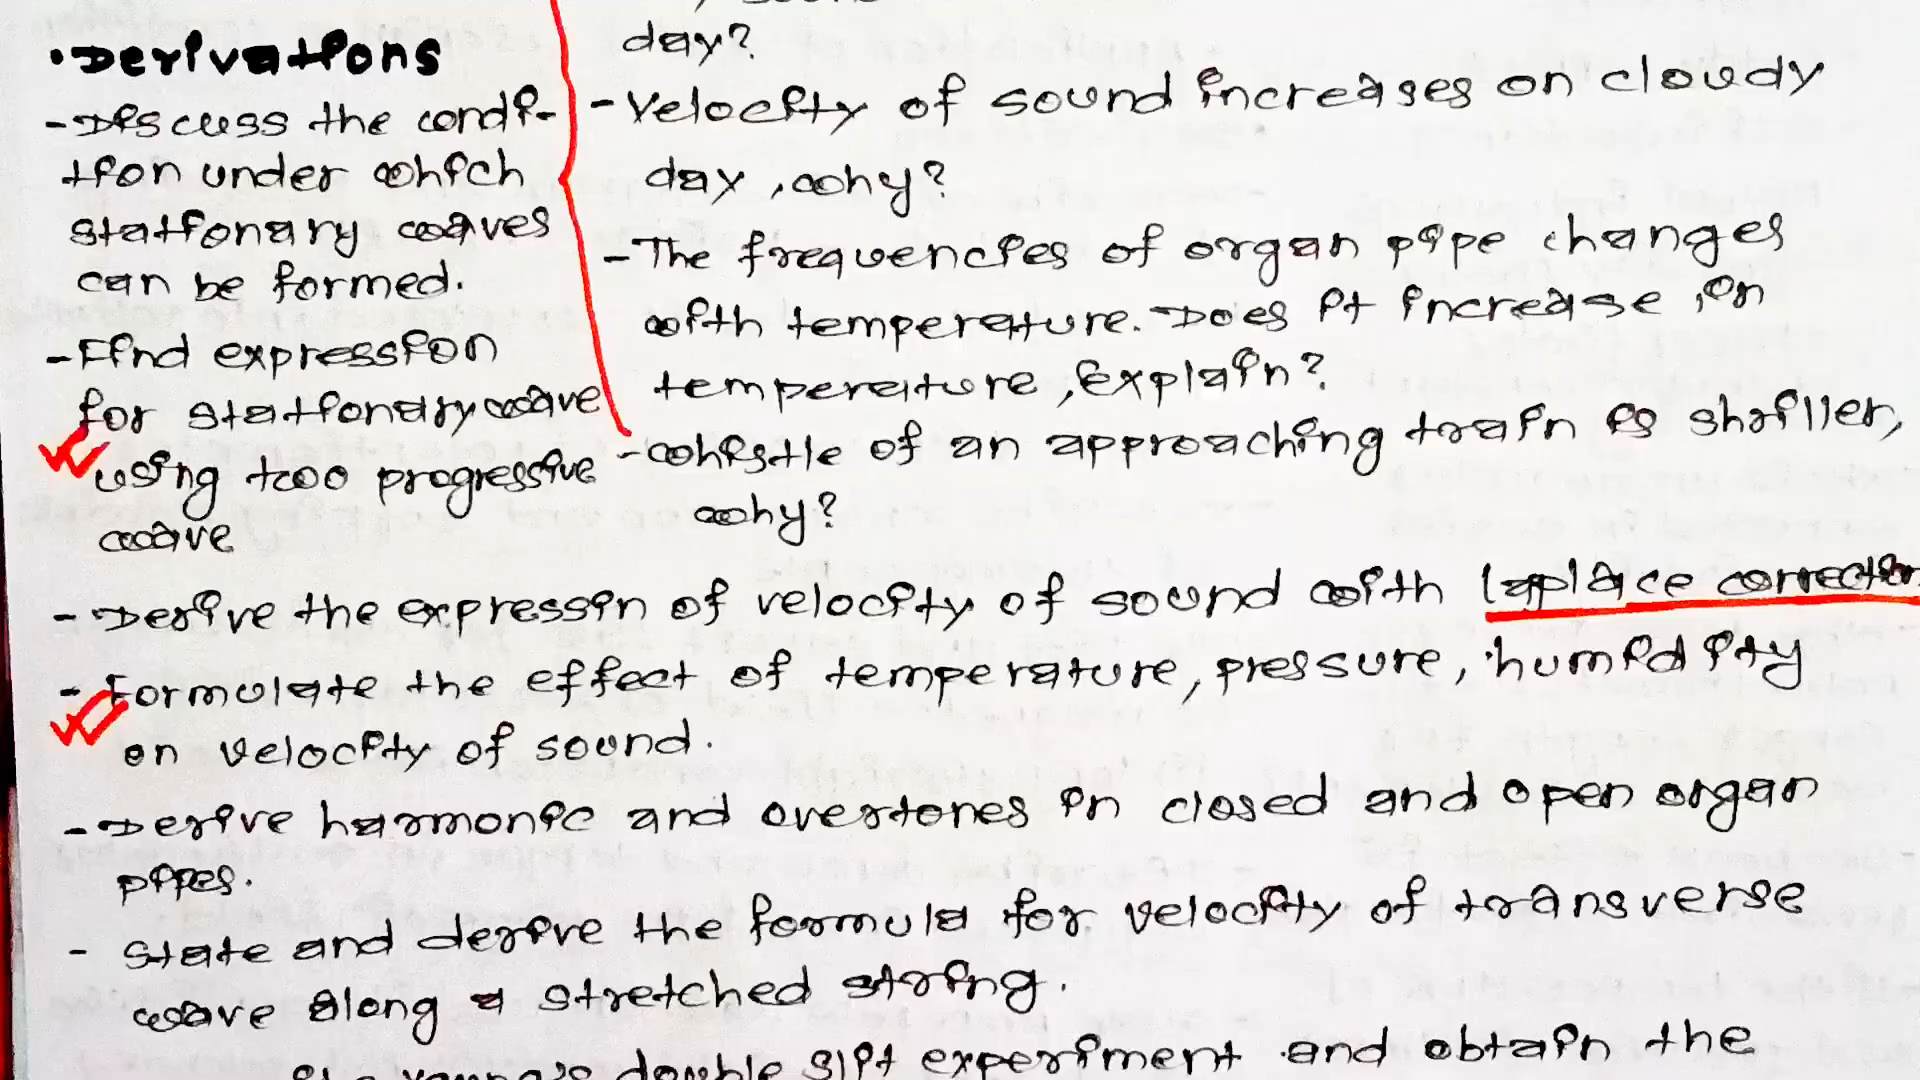 • Derivations
- Discuss the condi-
tion under which
stationary waves
can be formed.
- Find expression
for stationary wave
using two progressive
wave
day?
- Velocity of sound increases on cloudy
day, why?
- The frequencies of organ pipe changes
with temperature. Does it increase, on
temperature, Explain?
- whistle of an approaching train is shriller,
why?
- Derive the expressin of velocity of sound with laplace correction
- Formulate the effect of temperature, pressure, humidity
on velocity of sound.
- Derive harmonic and overtones in closed and open organ
pipes.
- State and derive the formula for velocity of transverse
wave along a stretched string.
double slit experiment and obtain the